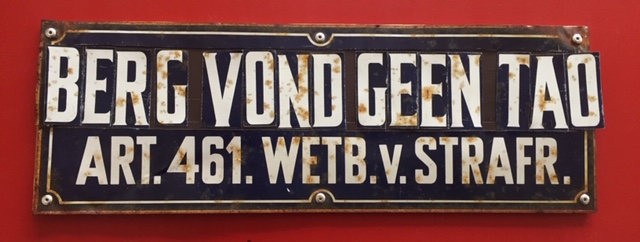 BERG VOND GEEN TAO
ART. 461. WETB. v. STRAFR.